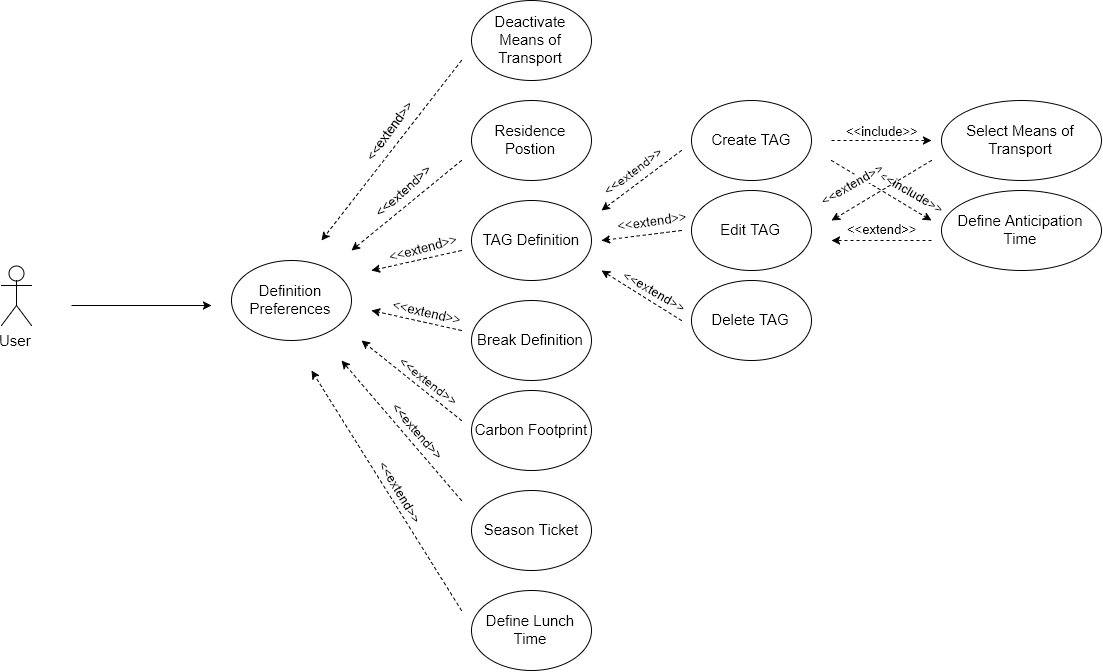 Deactivate
Means of
Transport
<<extend>>
Residence
Postion
<<extend>>
Create TAG
<<include>>
Select Means of
Transport
<<extend>>
<<extend>>
<<include>>
TAG Definition
<<extend>>
<<extend>>
Edit TAG
<<extend>>
Define Anticipation
Time
User
Definition
Preferences
<<extend>>
Break Definition
<<extend>>
Delete TAG
<<extend>>
Carbon Footprint
<<extend>>
Season Ticket
<<extend>>
Define Lunch
Time